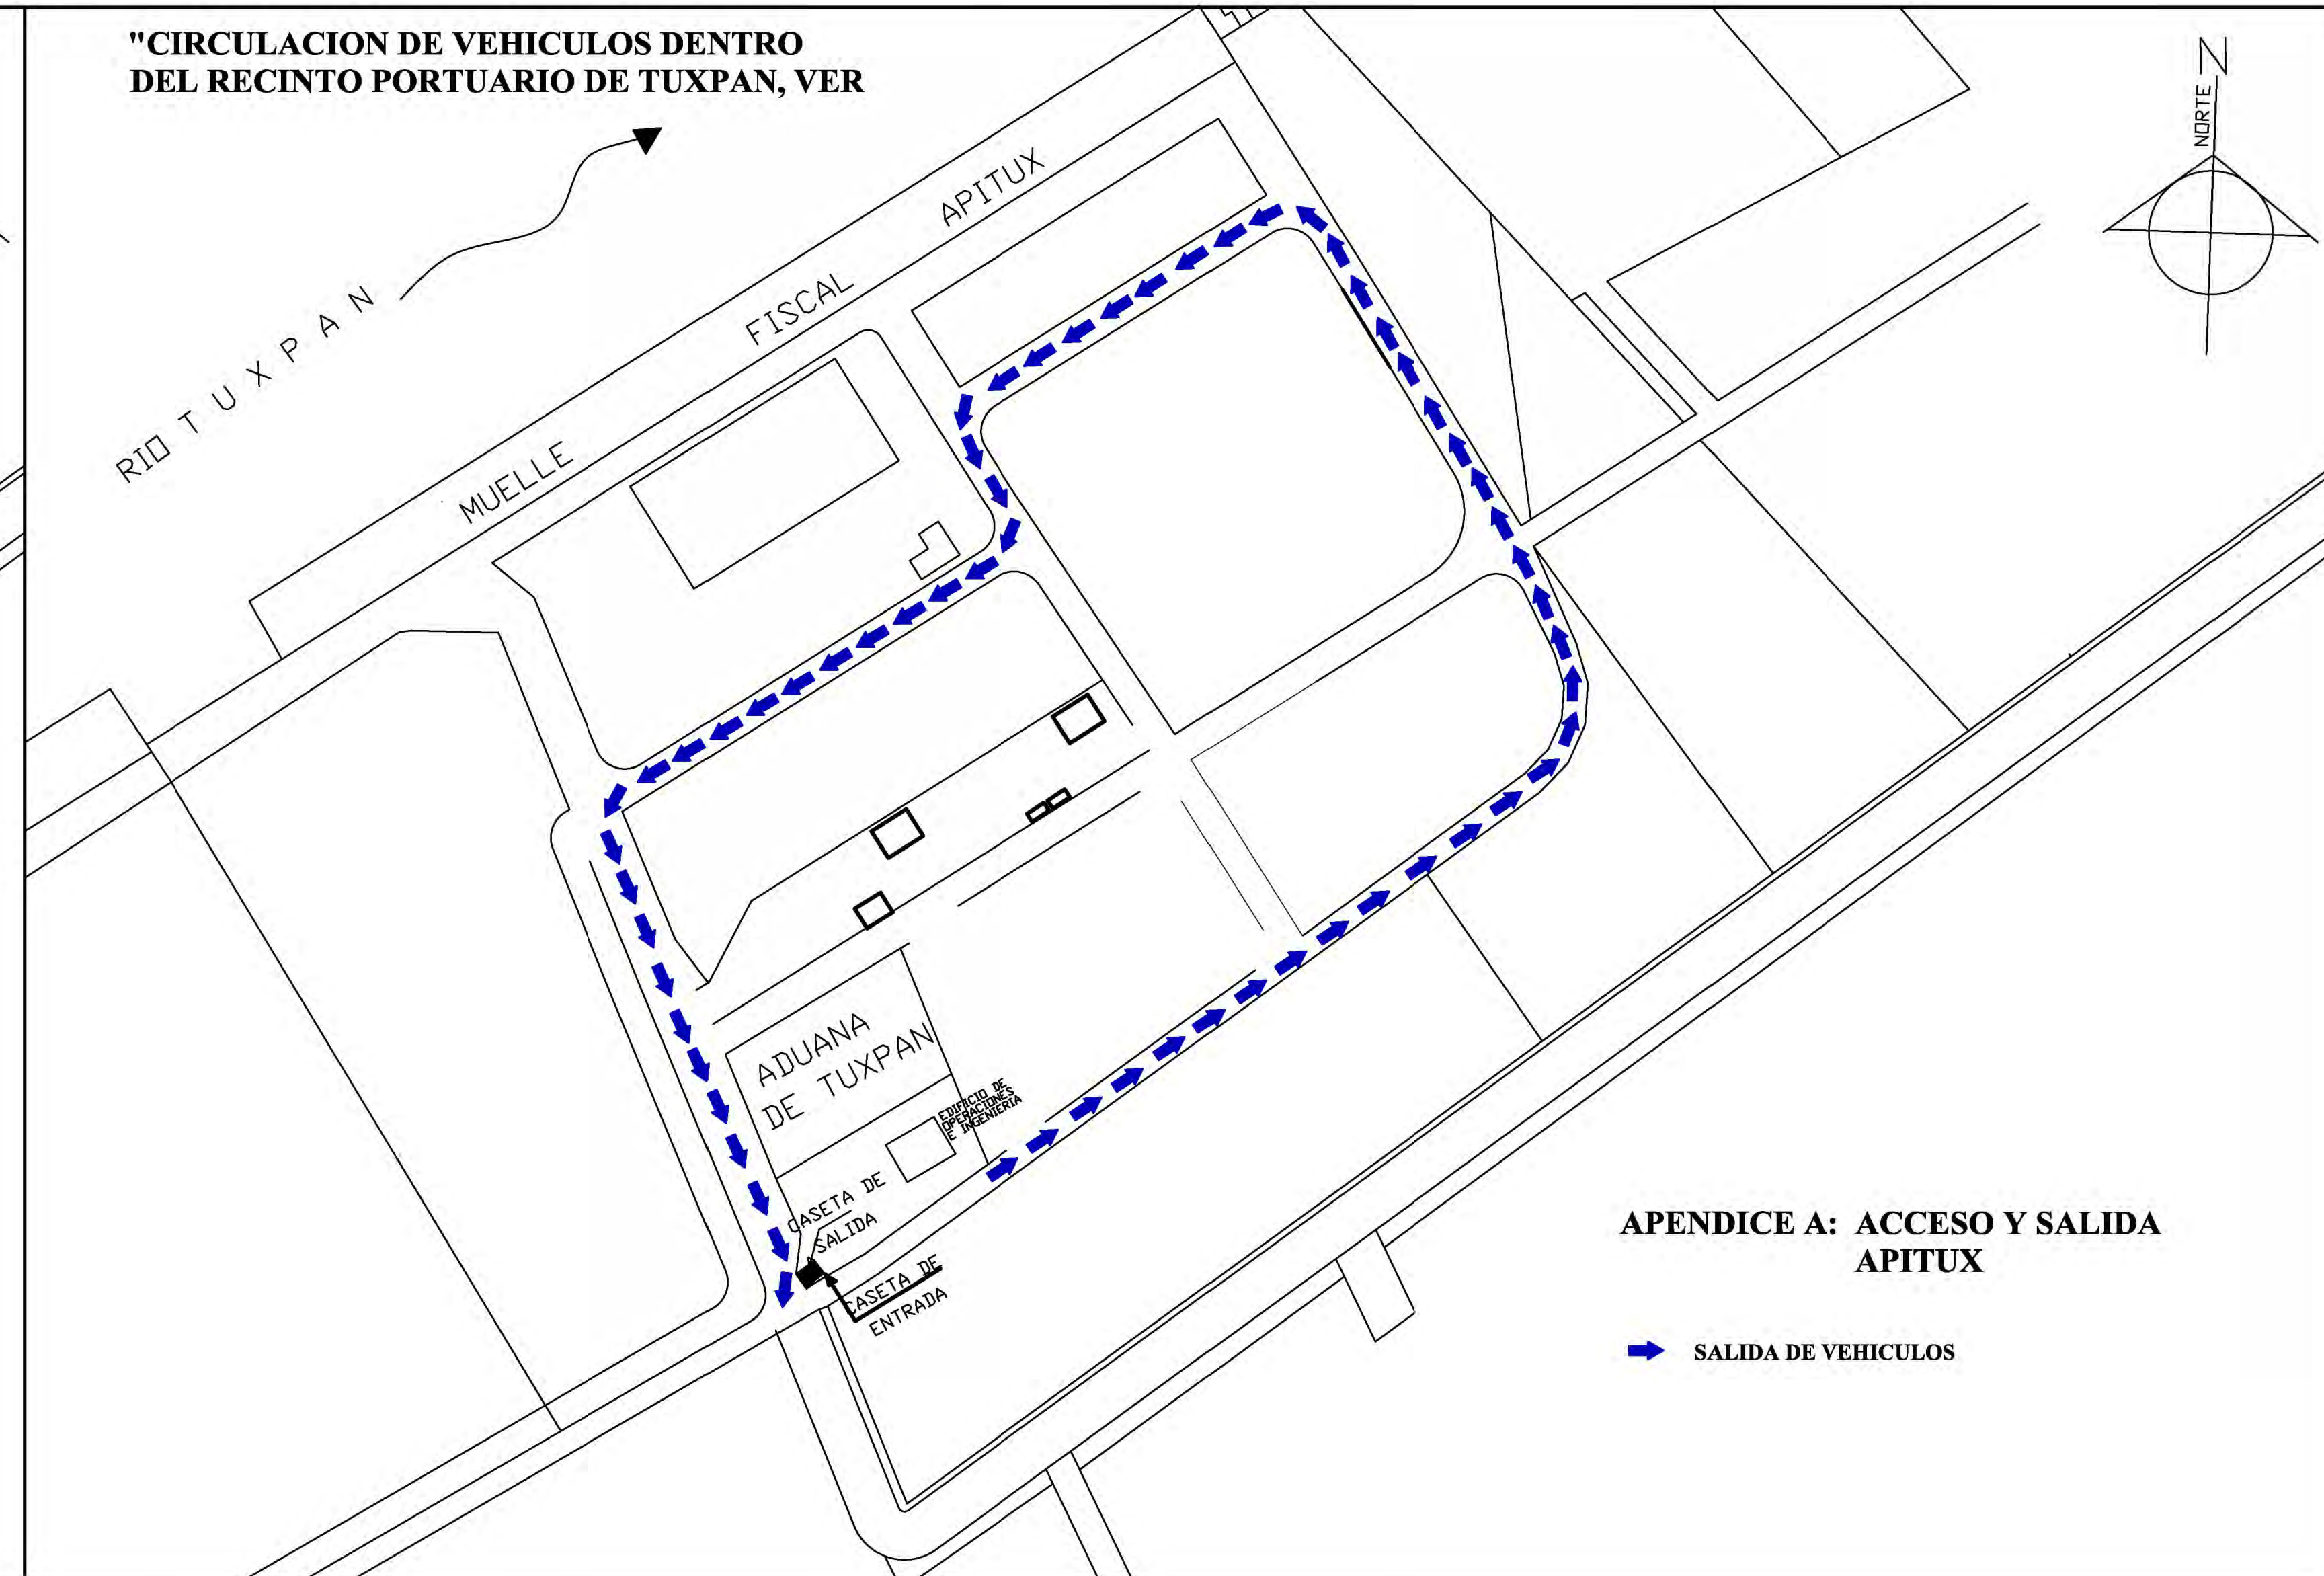 "CIRCULACION DE VEHICULOS DENTRO
DEL RECINTO PORTUARIO DE TUXPAN, VER
N
NORTE
RIO TUXPAN
MUELLE FISCAL APITUX
ADUANA
DE TUXPAN
EDIFICIO DE
OPERACIONES
E INGENIERIA
CASETA DE
SALIDA
CASETA DE
ENTRADA
APENDICE A: ACCESO Y SALIDA
APITUX
SALIDA DE VEHICULOS